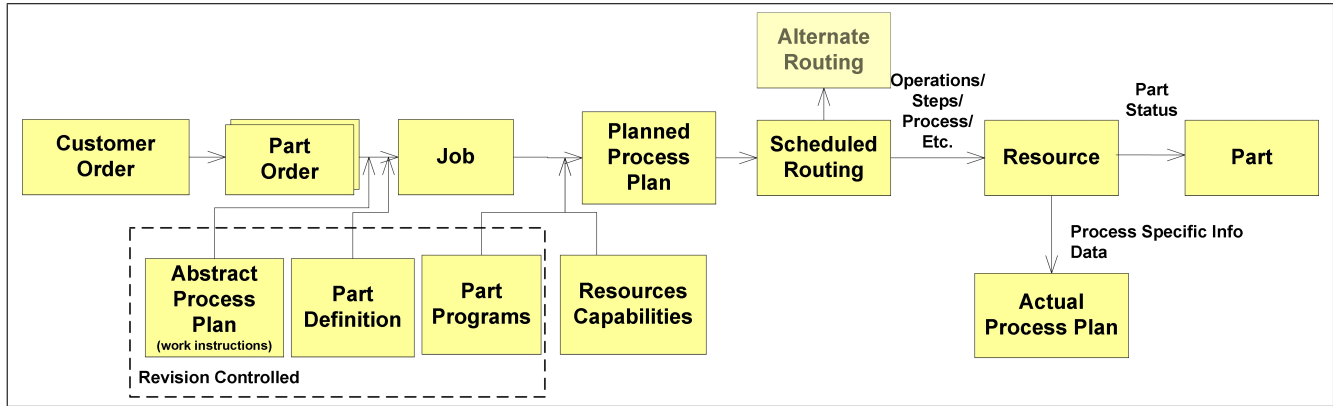 Alternate
Routing
Customer
Order
Part
Order
Job
Planned
Process
Plan
Scheduled
Routing
Operations/
Steps/
Process/
Etc.
Resource
Part
Status
Part
Abstract
Process
Plan
(work instructions)
Part
Definition
Part
Programs
Resources
Capabilities
Process Specific Info
Data
Actual
Process Plan
Revision Controlled